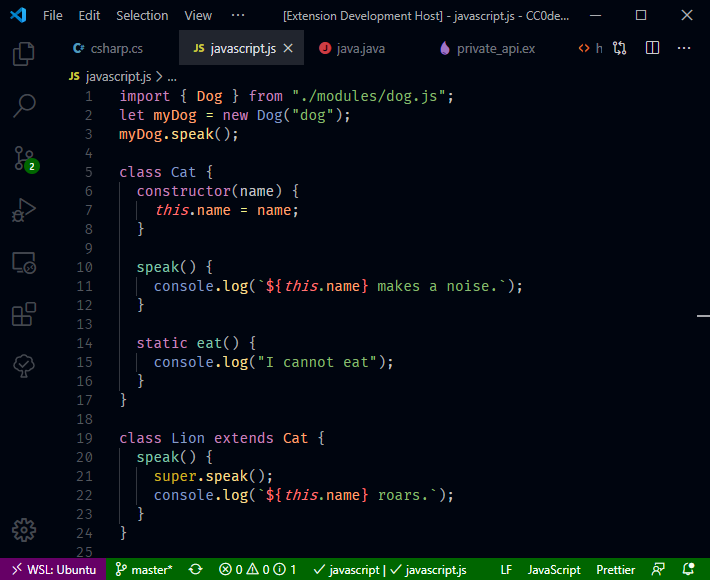 File Edit Selection View ··· [Extension Development Host] - javascript.js - CC0de...
csharp.cs JS javascript.js java.java private_api.ex h
JS javascript.js > ...
1 import { Dog } from "./modules/dog.js";
2 let myDog = new Dog("dog");
3 myDog.speak();
4
5 class Cat {
6 constructor(name) {
7 this.name = name;
8 }
9
10 speak() {
11 console.log(`${this.name} makes a noise.`);
12 }
13
14 static eat() {
15 console.log("I cannot eat");
16 }
17 }
18
19 class Lion extends Cat {
20 speak() {
21 super.speak();
22 console.log(`${this.name} roars.`);
23 }
24 }
25
2
WSL: Ubuntu master* 0 0 1 javascript | javascript.js LF JavaScript Prettier